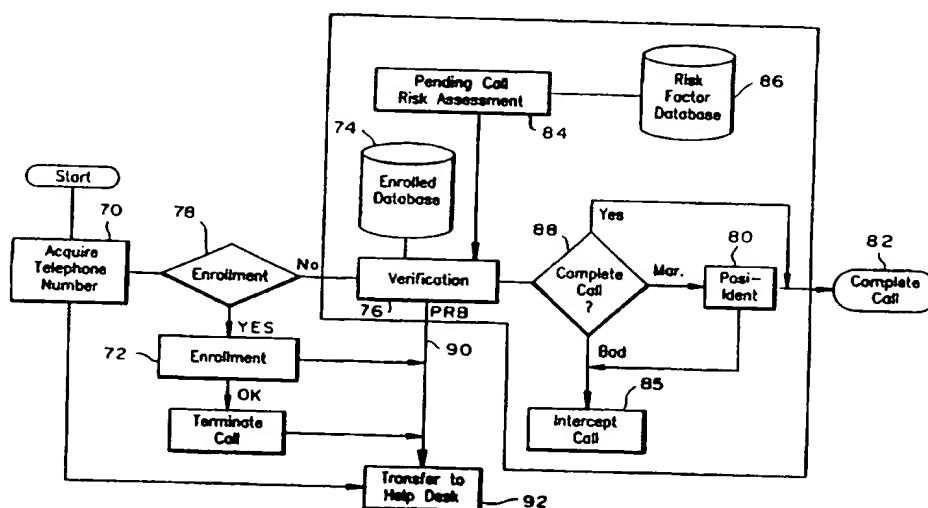 Pending Call
Risk Assessment
84
Risk
Factor
Database
86
74
Enrolled
Database
Start
70
Acquire
Telephone
Number
78
Enrollment
No
Verification
76
PRB
90
88
Complete
Call
?
Yes
Mar.
80
Posi-
Ident
82
Complete
Call
YES
72
Enrollment
OK
Terminate
Call
Bad
85
Intercept
Call
Transfer to
Help Desk
92